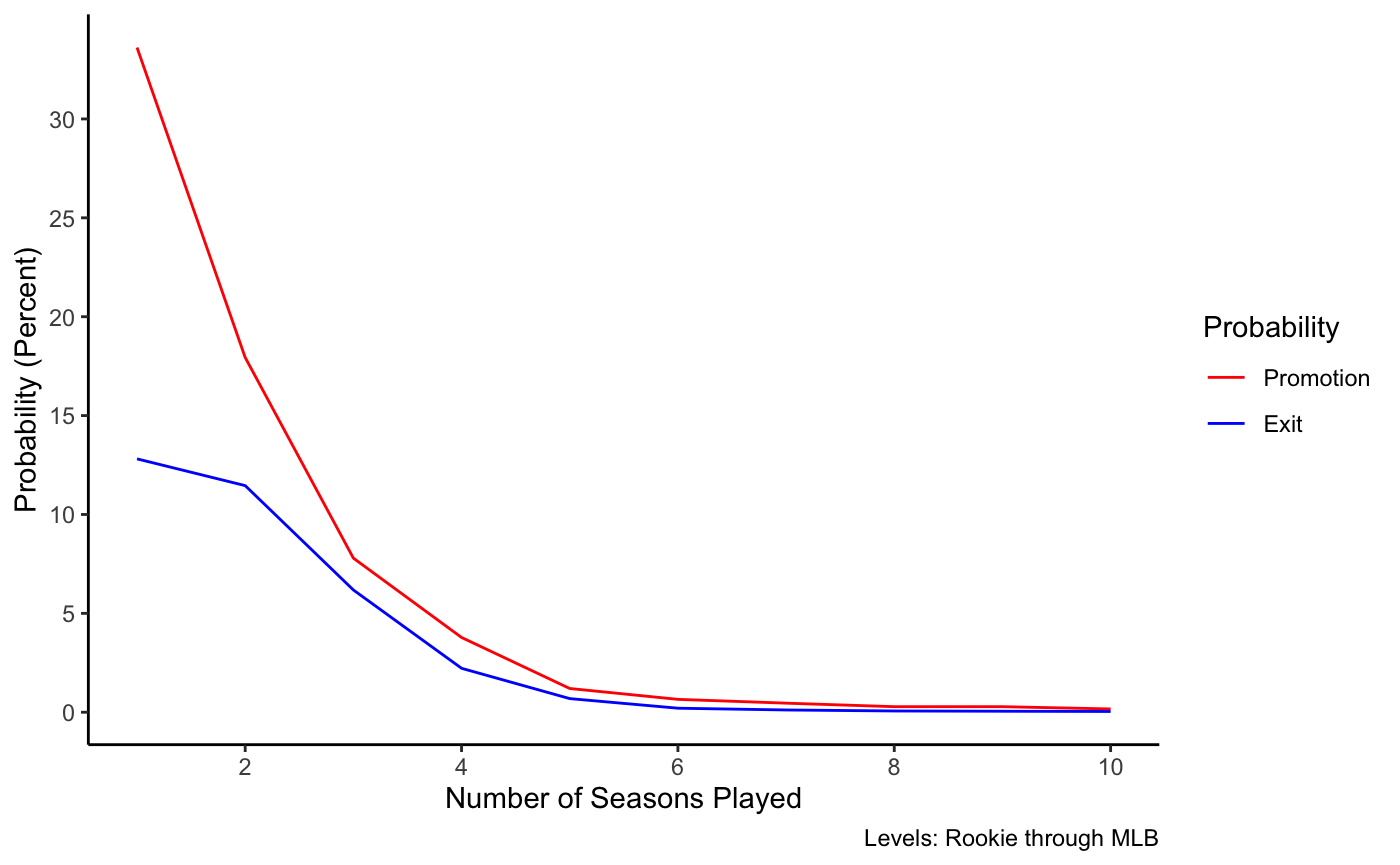 Probability (Percent)
30
25
20
15
10
5
0
2 4 6 8 10
Number of Seasons Played
Levels: Rookie through MLB
Probability
Promotion
Exit